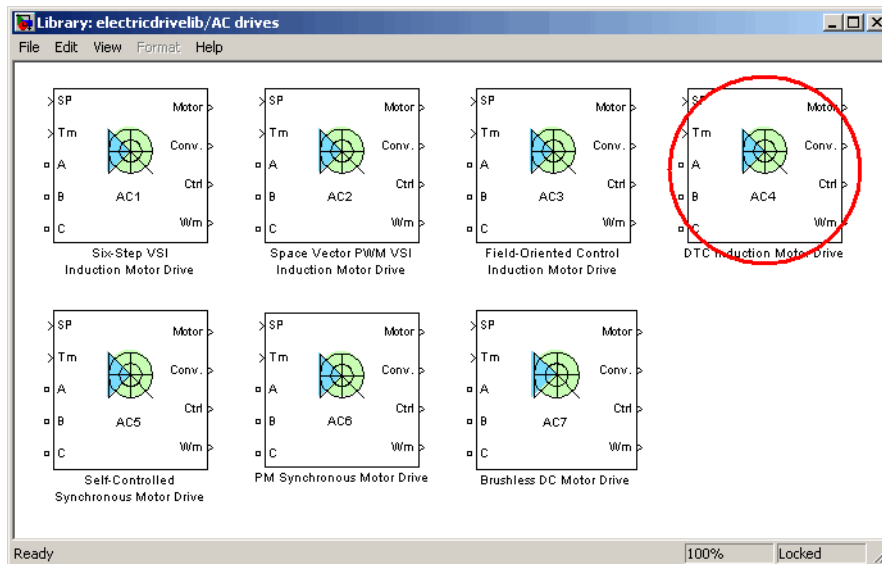 Library: electricdrivelib/AC drives
File Edit View Format Help
SP Motor
Tm Conv.
A
AC1
Ctrl
B
C Wm
Six-Step VSI
Induction Motor Drive
SP Motor
Tm Conv.
A
AC2
Ctrl
B
C Wm
Space Vector PWM VSI
Induction Motor Drive
SP Motor
Tm Conv.
A
AC3
Ctrl
B
C Wm
Field-Oriented Control
Induction Motor Drive
SP Motor
Tm Conv.
A
AC4
Ctrl
B
C Wm
DTC Induction Motor Drive
SP Motor
Tm Conv.
A
AC5
Ctrl
B
C Wm
Self-Controlled
Synchronous Motor Drive
SP Motor
Tm Conv.
A
AC6
Ctrl
B
C Wm
PM Synchronous Motor Drive
SP Motor
Tm Conv.
A
AC7
Ctrl
B
C Wm
Brushless DC Motor Drive
Ready 100% Locked